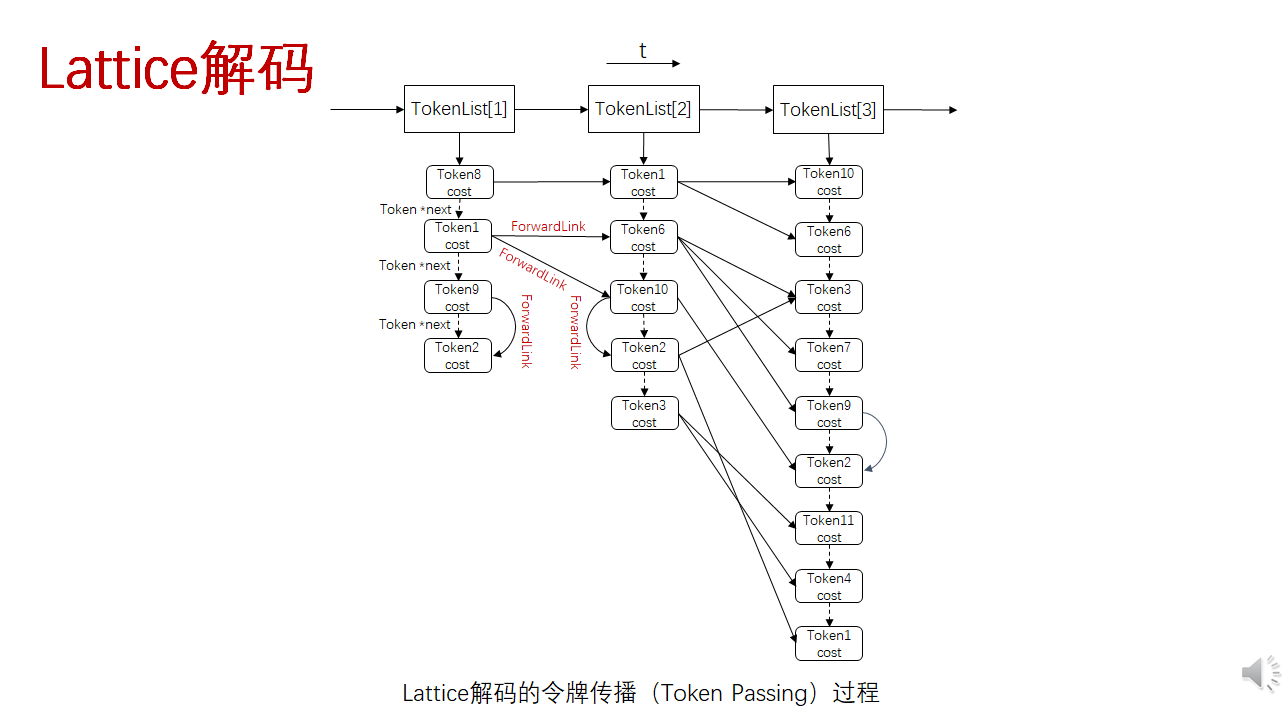 Lattice解码
t
TokenList[1]
TokenList[2]
TokenList[3]
Token8
cost
Token *next
Token1
cost
Token *next
Token9
cost
Token *next
Token2
cost
ForwardLink
ForwardLink
ForwardLink
ForwardLink
Token1
cost
Token6
cost
Token10
cost
Token2
cost
Token3
cost
Token10
cost
Token6
cost
Token3
cost
Token7
cost
Token9
cost
Token2
cost
Token11
cost
Token4
cost
Token1
cost
Lattice解码的令牌传播（Token Passing）过程